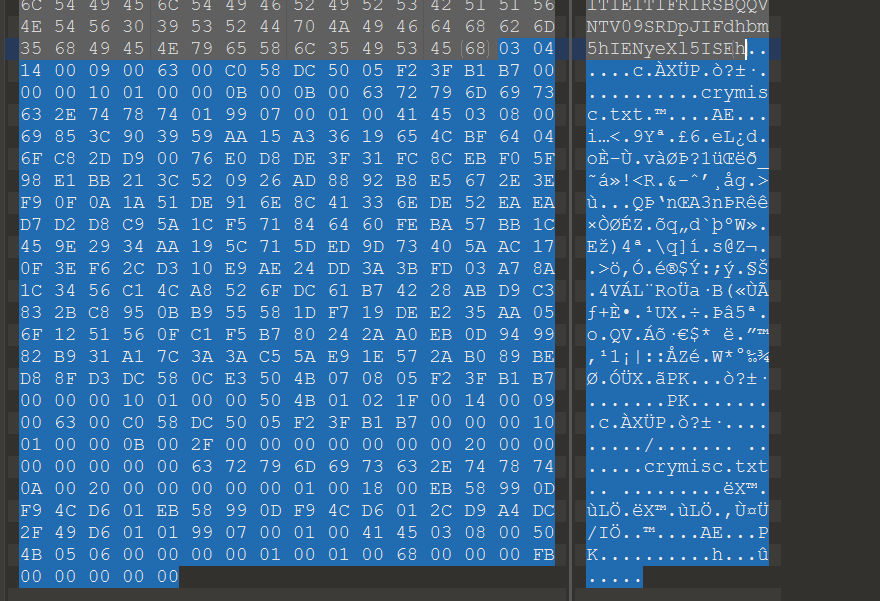 6C 54 49 45 6C 54 49 46 52 49 52 53 42 51 51 56 lTIElTIFRIRSBQQV
4E 54 56 30 39 53 52 44 70 4A 49 46 64 68 62 6D NTV09SRDpJIFdhbm
35 68 49 45 4E 79 65 58 6C 35 49 53 45 68 03 04 5hIENyeXl5ISEh..
14 00 09 00 63 00 C0 58 DC 50 05 F2 3F B1 B7 00 ....c.ÀXÜP.ò?±·.
00 00 10 01 00 00 0B 00 0B 00 63 72 79 6D 69 73 ..........crymis
63 2E 74 78 74 01 99 07 00 01 00 41 45 03 08 00 c.txt.™....AE...
69 85 3C 90 39 59 AA 15 A3 36 19 65 4C BF 64 04 i…<.9Yª.£6.eL¿d.
6F C8 2D D9 00 76 E0 D8 DE 3F 31 FC 8C EB F0 5F oÈ-Ù.vàØÞ?1üŒëð_
98 E1 BB 21 3C 52 09 26 AD 88 92 B8 E5 67 2E 3E ˜á»!<R.&-ˆ’¸åg.>
F9 0F 0A 1A 51 DE 91 6E 8C 41 33 6E DE 52 EA EA ù...QÞ‘nŒA3nÞRêê
D7 D2 D8 C9 5A 1C F5 71 84 64 60 FE BA 57 BB 1C ×ÒØÉZ.õq„d`þºW».
45 9E 29 34 AA 19 5C 71 5D ED 9D 73 40 5A AC 17 Ež)4ª.\q]í.s@Z¬.
0F 3E F6 2C D3 10 E9 AE 24 DD 3A 3B FD 03 A7 8A .>ö,Ó.é®$Ý:;ý.§Š
1C 34 56 C1 4C A8 52 6F DC 61 B7 42 28 AB D9 C3 .4VÁL¨RoÜa·B(«ÙÃ
83 2B C8 95 0B B9 55 58 1D F7 19 DE E2 35 AA 05 ƒ+È•.¹UX.÷.Þâ5ª.
6F 12 51 56 0F C1 F5 B7 80 24 2A A0 EB 0D 94 99 o.QV.Áõ·€$* ë.”™
82 B9 31 A1 7C 3A 3A C5 5A E9 1E 57 2A B0 89 BE ‚¹1¡|::ÅZé.W*°‰¾
D8 8F D3 DC 58 0C E3 50 4B 07 08 05 F2 3F B1 B7 Ø.ÓÜX.ãPK...ò?±·
00 00 00 10 01 00 00 50 4B 01 02 1F 00 14 00 09 .......PK.......
00 63 00 C0 58 DC 50 05 F2 3F B1 B7 00 00 00 10 .c.ÀXÜP.ò?±·....
01 00 00 0B 00 2F 00 00 00 00 00 00 00 20 00 00 ...../....... ..
00 00 00 00 00 63 72 79 6D 69 73 63 2E 74 78 74 .....crymisc.txt
0A 00 20 00 00 00 00 00 01 00 18 00 EB 58 99 0D .. .........ëX™.
F9 4C D6 01 EB 58 99 0D F9 4C D6 01 2C D9 A4 DC ùLÖ.ëX™.ùLÖ.,Ù¤Ü
2F 49 D6 01 01 99 07 00 01 00 41 45 03 08 00 50 /IÖ..™....AE...P
4B 05 06 00 00 00 00 01 00 01 00 68 00 00 00 FB K..........h...û
00 00 00 00 00 .....